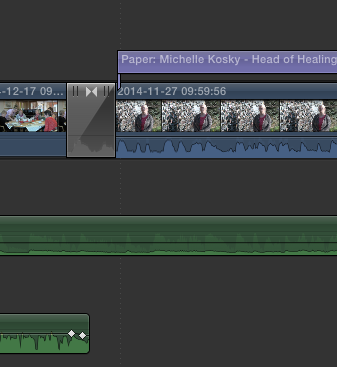 Paper: Michelle Kosky - Head of Healing
-12-17 09...
2014-11-27 09:59:56